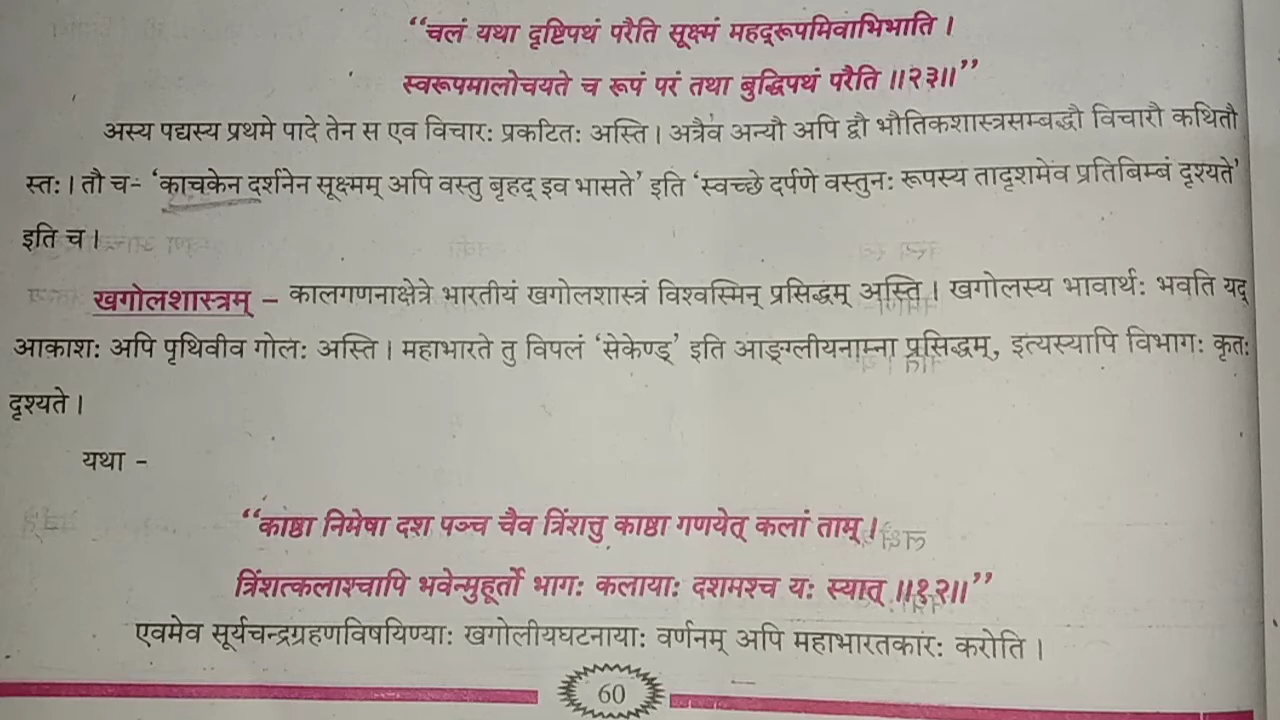 “चलं यथा दृष्टिपथं परैति सूक्ष्मं महद्रूपमिवाभिभाति ।
स्वरूपमालोचयते च रूपं परं तथा बुद्धिपथं परैति ॥२३॥”
अस्य पद्यस्य प्रथमे पादे तेन स एव विचारः प्रकटितः अस्ति । अत्रैव अन्यौ अपि द्वौ भौतिकशास्त्रसम्बद्धौ विचारौ कथितौ
स्तः । तौ च- ‘काचकेन दर्शनेन सूक्ष्मम् अपि वस्तु बृहद् इव भासते’ इति ‘स्वच्छे दर्पणे वस्तुनः रूपस्य तादृशमेव प्रतिबिम्बं दृश्यते’
इति च ।
खगोलशास्त्रम् – कालगणनाक्षेत्रे भारतीयं खगोलशास्त्रं विश्वस्मिन् प्रसिद्धम् अस्ति । खगोलस्य भावार्थः भवति यद्
आकाशः अपि पृथिवीव गोलः अस्ति । महाभारते तु विपलं ‘सेकेण्ड्’ इति आङ्ग्लीयनाम्ना प्रसिद्धम्, इत्यस्यापि विभागः कृतः
दृश्यते ।
यथा -
“काष्ठा निमेषा दश पञ्च चैव त्रिंशत्तु काष्ठा गणयेत् कलां ताम् ।
त्रिंशत्कलाश्चापि भवेन्मुहूर्तो भागः कलायाः दशमश्च यः स्यात् ॥१२॥”
एवमेव सूर्यचन्द्रग्रहणविषयिण्याः खगोलीयघटनायाः वर्णनम् अपि महाभारतकारः करोति ।
60